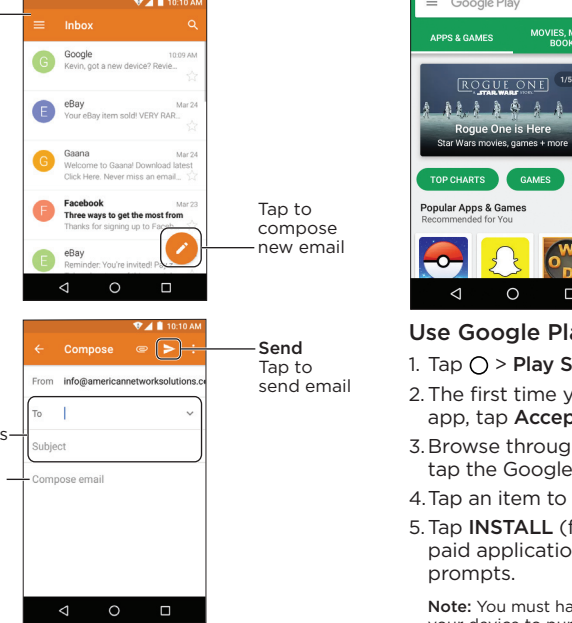 10:10 AM
Inbox
G
Google
10:09 AM
Kevin, got a new device? Revie...
E
eBay
Mar 24
Your eBay item sold! VERY RAR...
G
Gaana
Mar 24
Welcome to Gaana! Download latest
Click Here. Never miss an email...
F
Facebook
Mar 23
Three ways to get the most from
Thanks for signing up to Faceb
E
eBay
Reminder: You're invited! Pay
Tap to
compose
new email
10:10 AM
Compose
From info@americannetworksolutions.co
To
Subject
Compose email
s
Send
Tap to
send email
Google Play
APPS & GAMES
MOVIES, M
BOOK
ROGUE ONE
A STAR WARS STORY
1/5
Rogue One is Here
Star Wars movies, games + more
TOP CHARTS
GAMES
Popular Apps & Games
Recommended for You
Use Google Pla
1. Tap > Play S
2. The first time y
app, tap Accep
3. Browse throug
tap the Google
4. Tap an item to
5. Tap INSTALL (f
paid applicatio
prompts.
Note: You must ha